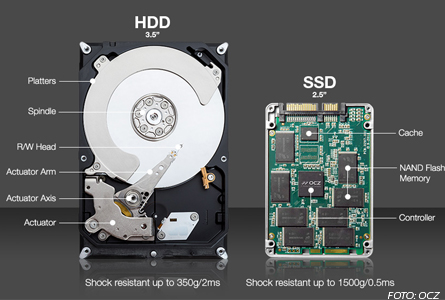 HDD
3.5"
Platters
Spindle
R/W Head
Actuator Arm
Actuator Axis
Actuator
Shock resistant up to 350g/2ms
SSD
2.5"
Cache
NAND Flash
Memory
Controller
OCZ
Shock resistant up to 1500g/0.5ms
FOTO: OCZ